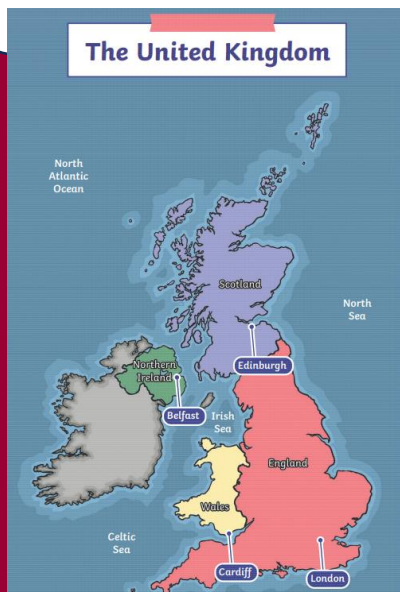 The United Kingdom
North
Atlantic
Ocean
Scotland
North
Sea
Edinburgh
Northern
Ireland
Belfast
Irish
Sea
England
Wales
Celtic
Sea
Cardiff
London